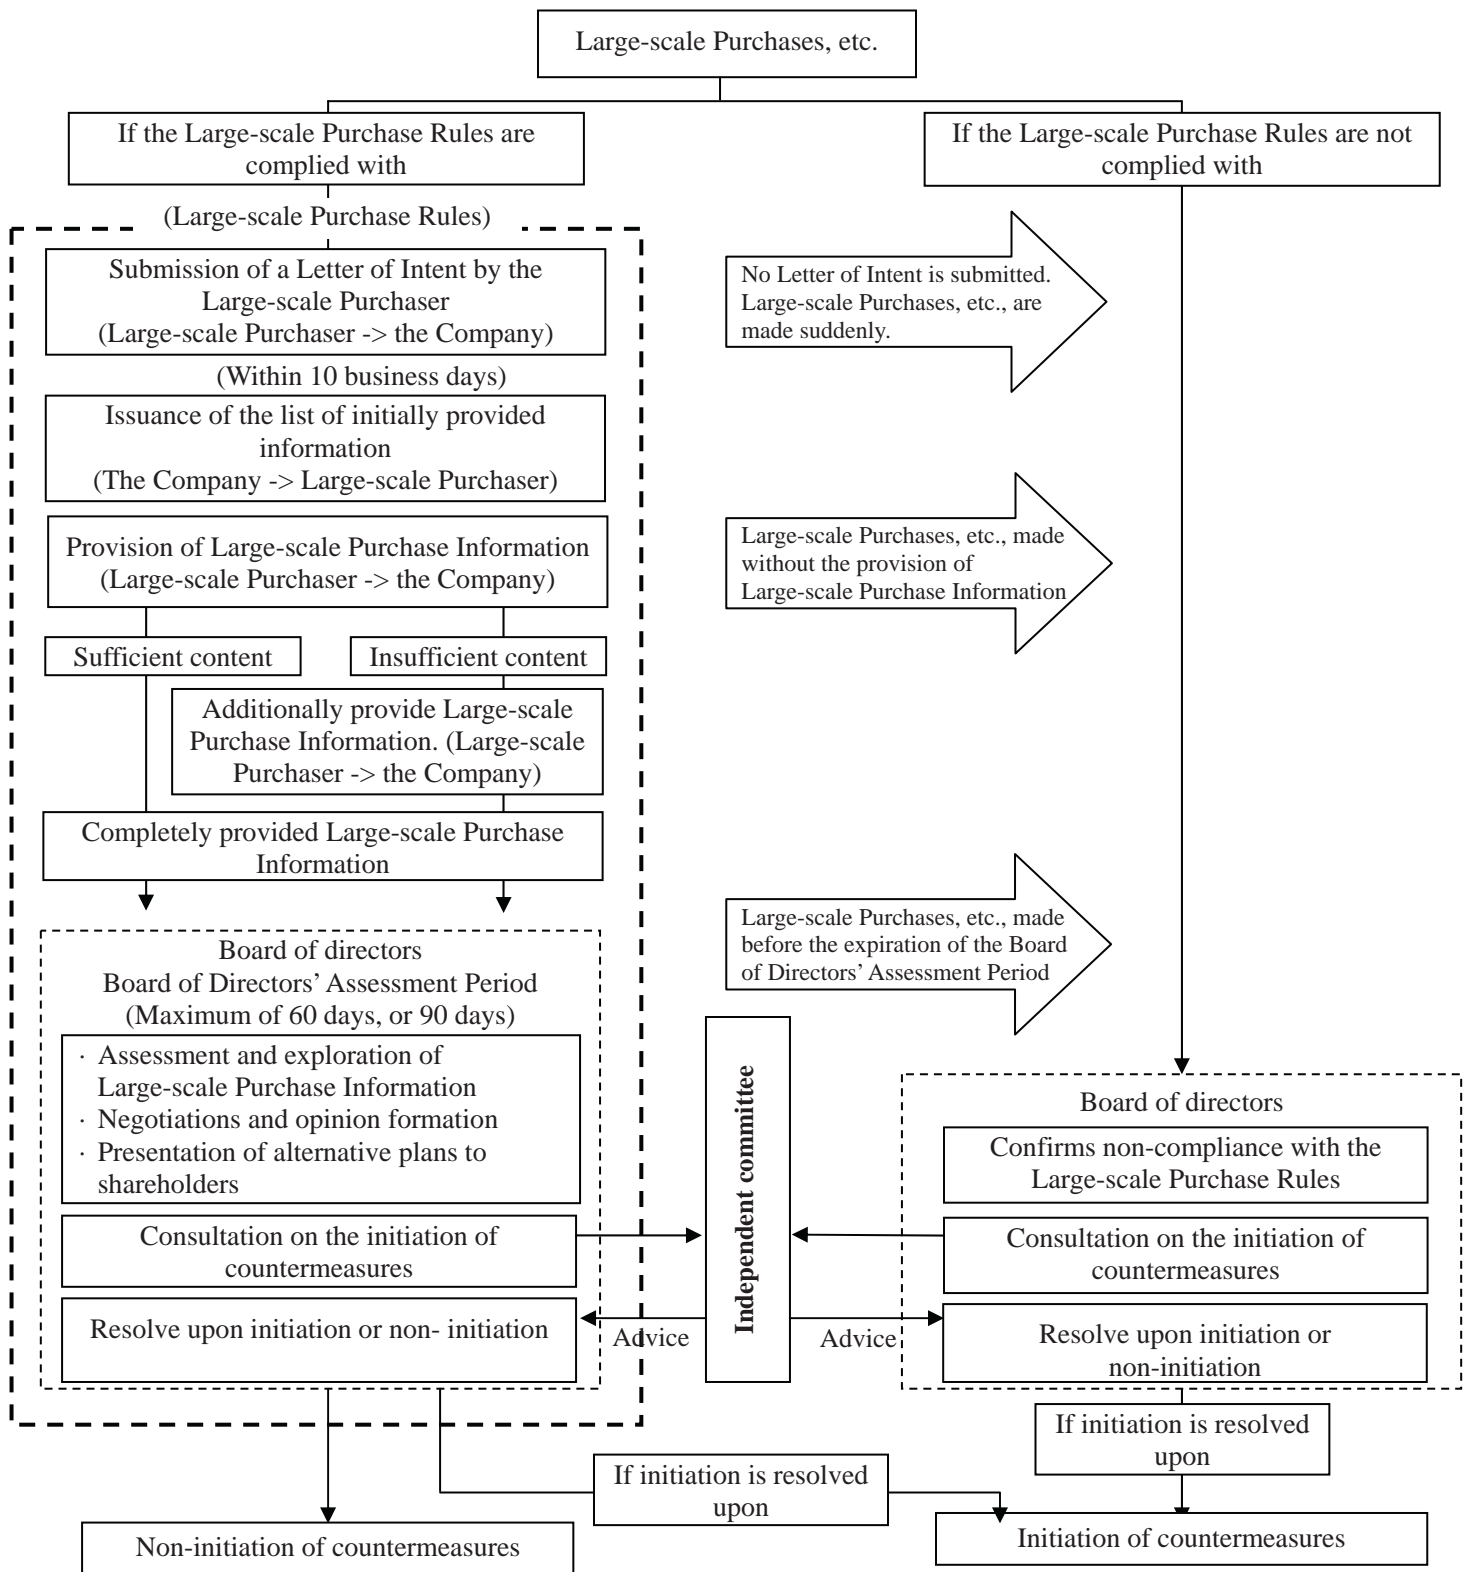 Large-scale Purchases, etc.
If the Large-scale Purchase Rules are
complied with
If the Large-scale Purchase Rules are not
complied with
(Large-scale Purchase Rules)
Submission of a Letter of Intent by the
Large-scale Purchaser
(Large-scale Purchaser -> the Company)
(Within 10 business days)
Issuance of the list of initially provided
information
(The Company -> Large-scale Purchaser)
Provision of Large-scale Purchase Information
(Large-scale Purchaser -> the Company)
Sufficient content
Insufficient content
Additionally provide Large-scale
Purchase Information. (Large-scale
Purchaser -> the Company)
Completely provided Large-scale Purchase
Information
No Letter of Intent is submitted.
Large-scale Purchases, etc., are
made suddenly.
Large-scale Purchases, etc., made
without the provision of
Large-scale Purchase Information
Large-scale Purchases, etc., made
before the expiration of the Board
of Directors’ Assessment Period
Board of directors
Board of Directors’ Assessment Period
(Maximum of 60 days, or 90 days)
· Assessment and exploration of
Large-scale Purchase Information
· Negotiations and opinion formation
· Presentation of alternative plans to
shareholders
Consultation on the initiation of
countermeasures
Resolve upon initiation or non- initiation
Advice
Independent committee
Advice
Board of directors
Confirms non-compliance with the
Large-scale Purchase Rules
Consultation on the initiation of
countermeasures
Resolve upon initiation or
non-initiation
If initiation is resolved
upon
If initiation is resolved
upon
Non-initiation of countermeasures
Initiation of countermeasures